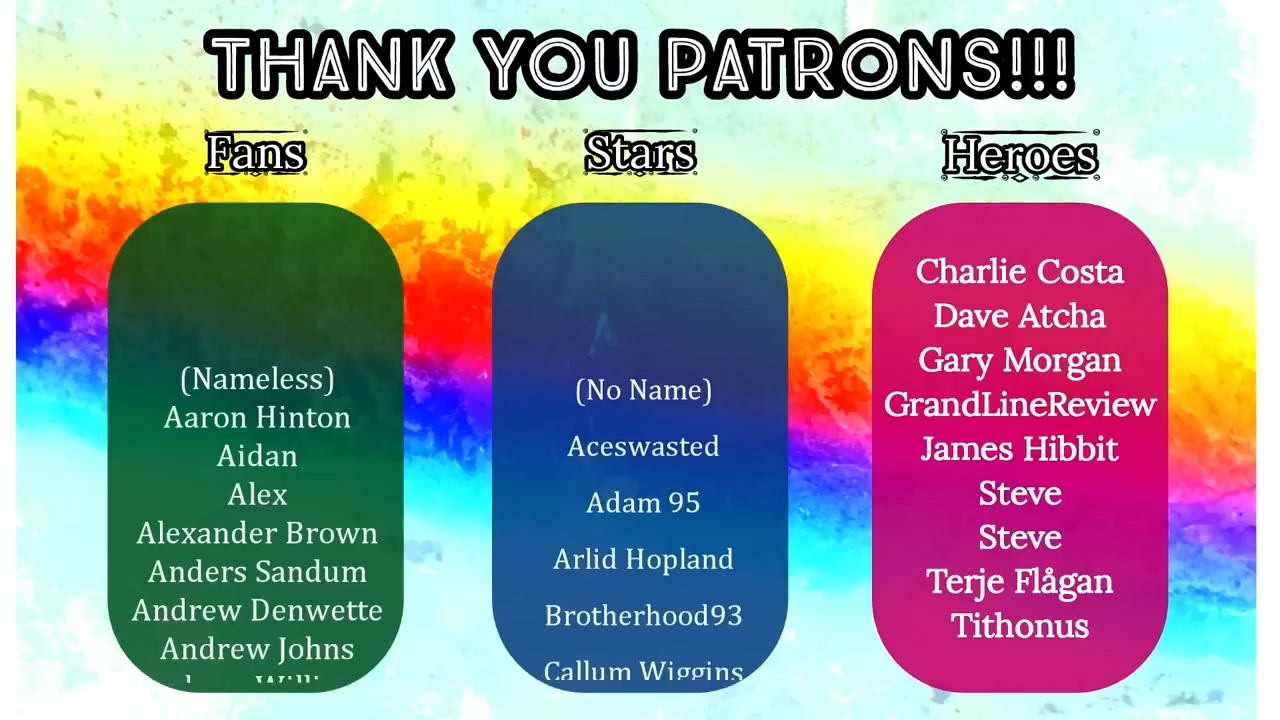 THANK YOU PATRONS!!!
Fans
(Nameless)
Aaron Hinton
Aidan
Alex
Alexander Brown
Anders Sandum
Andrew Denwette
Andrew Johns
Stars
(No Name)
Aceswasted
Adam 95
Arlid Hopland
Brotherhood93
Callum Wiggins
Heroes
Charlie Costa
Dave Atcha
Gary Morgan
GrandLineReview
James Hibbit
Steve
Steve
Terje Flågan
Tithonus